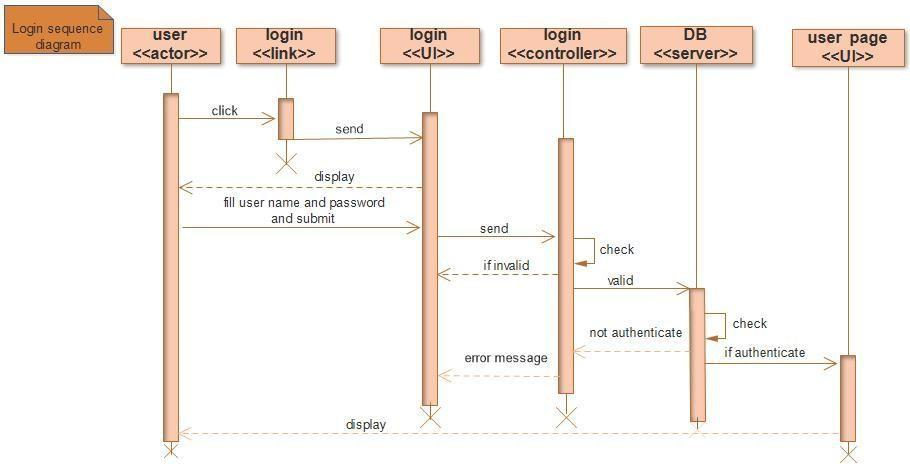 Login sequence
diagram
user
<<actor>>
login
<<link>>
login
<<UI>>
login
<<controller>>
DB
<<server>>
user page
<<UI>>
click
send
display
fill user name and password
and submit
send
check
if invalid
valid
check
not authenticate
if authenticate
error message
display